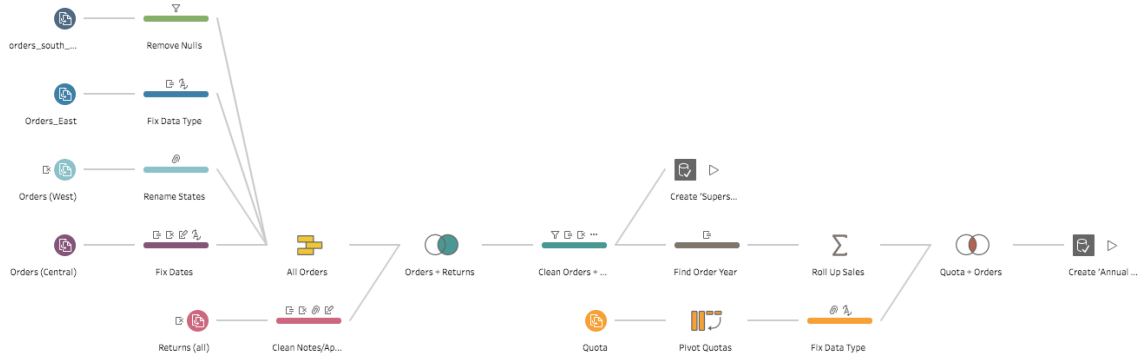 orders_south_...
Remove Nulls
Orders_East
Fix Data Type
Orders (West)
Rename States
Create 'Supers...
Orders (Central)
Fix Dates
All Orders
Orders + Returns
Clean Orders + ...
Find Order Year
Roll Up Sales
Quota + Orders
Create 'Annual ...
Returns (all)
Clean Notes/Ap...
Quota
Pivot Quotas
Fix Data Type